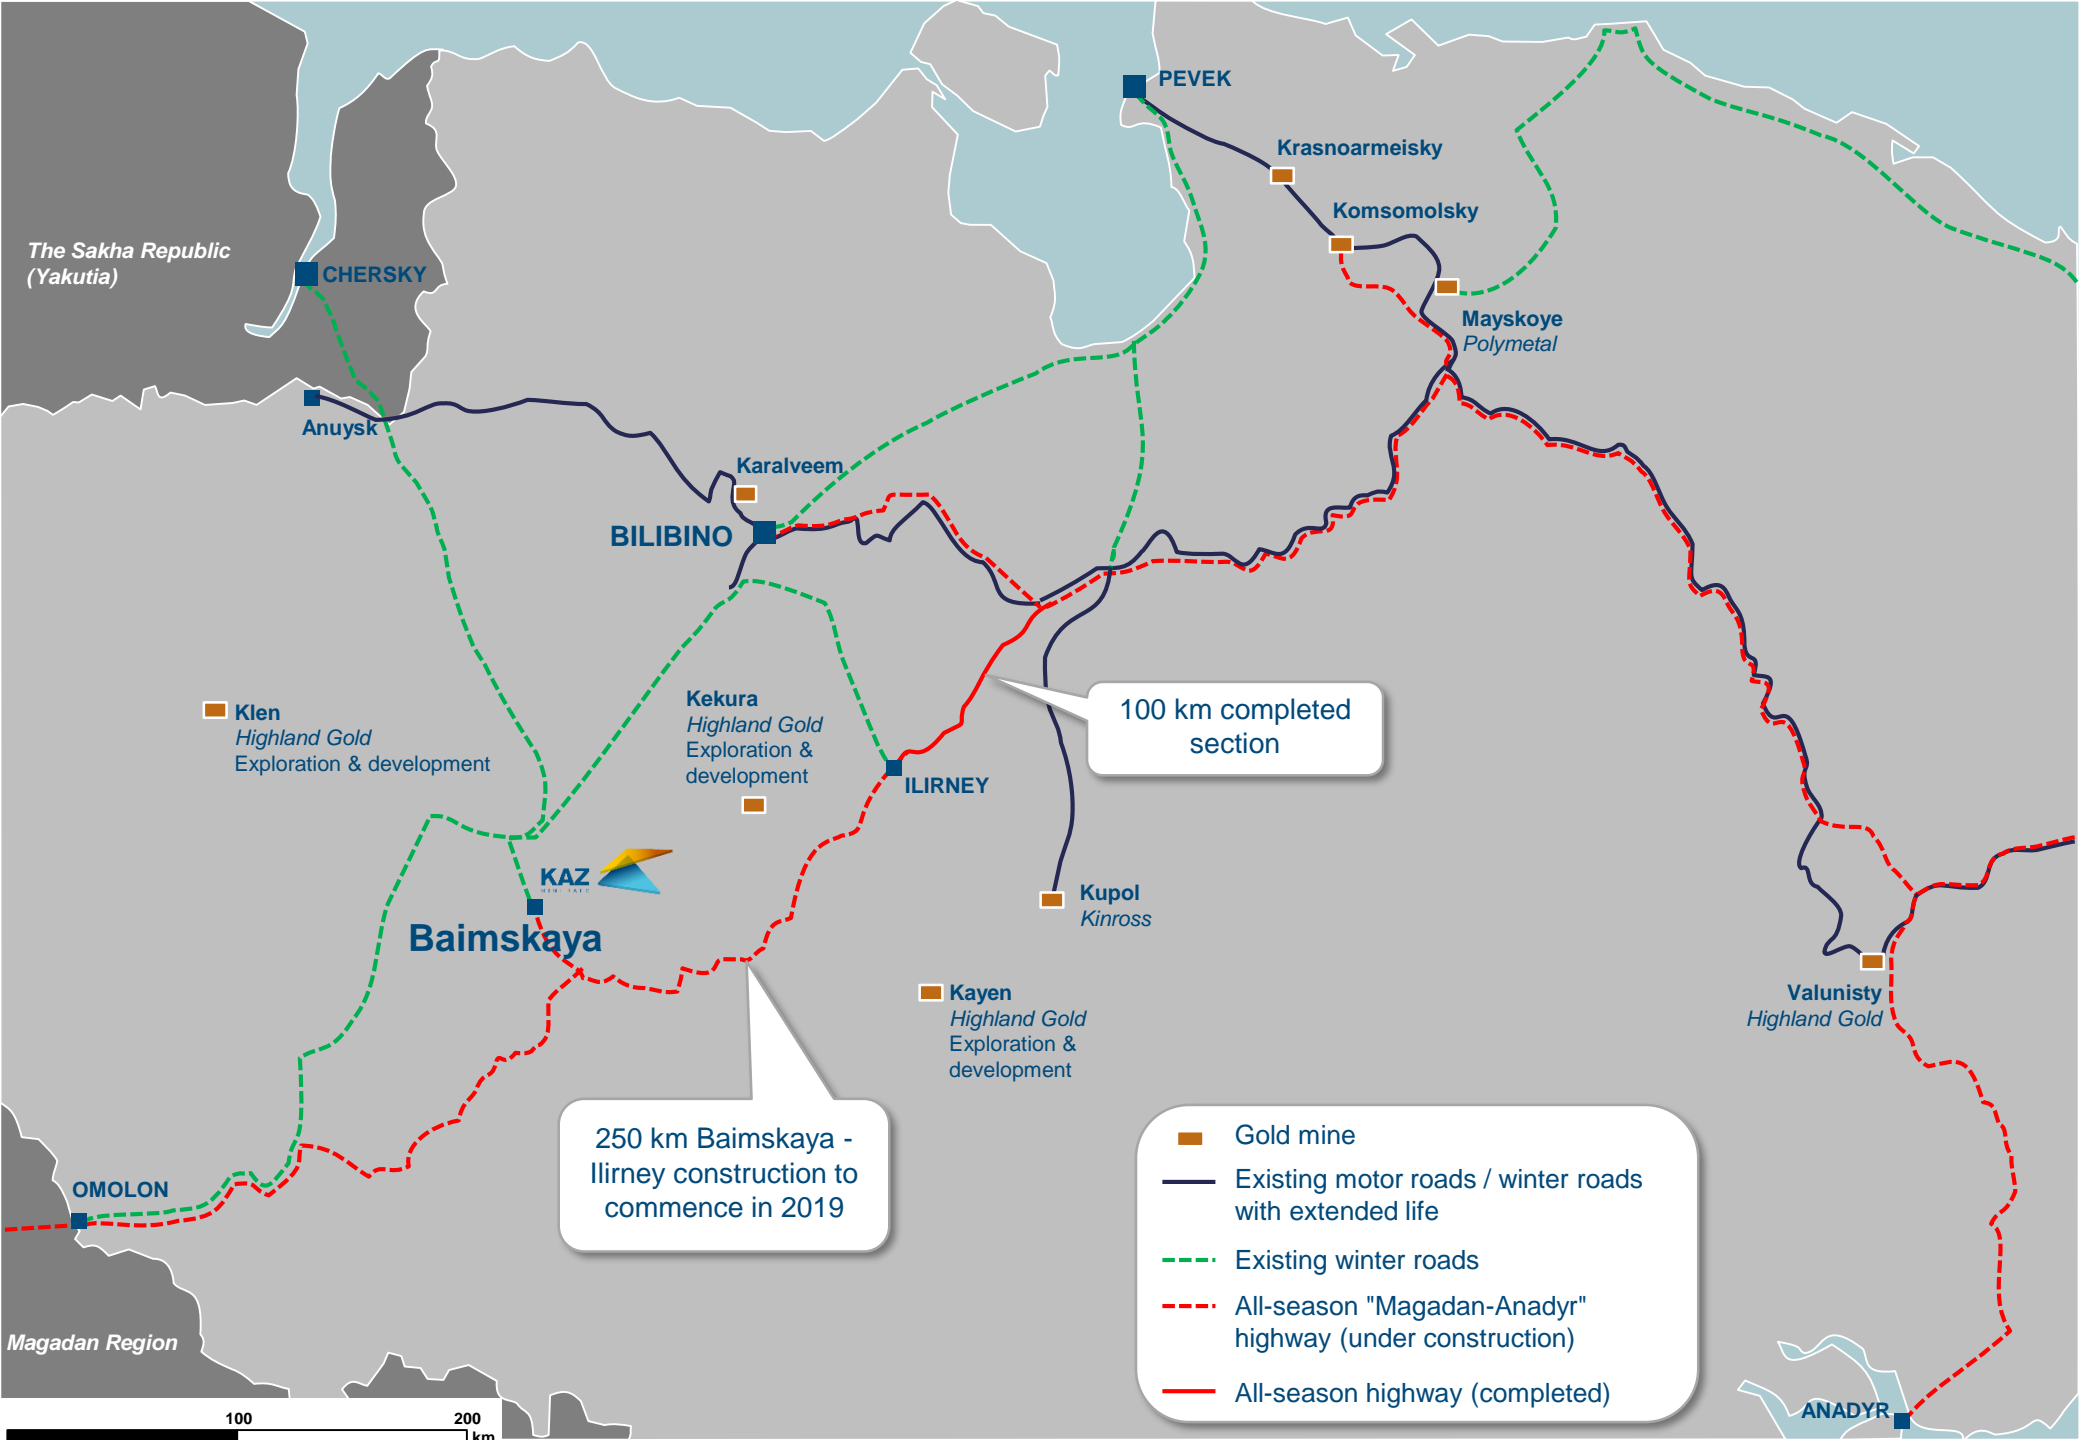 PEVEK
Krasnoarmeisky
Komsomolsky
The Sakha Republic
(Yakutia)
CHERSKY
Mayskoye
Polymetal
Anuysk
Karalveem
BILIBINO
Klen
Highland Gold
Exploration & development
Kekura
Highland Gold
Exploration &
development
100 km completed
section
ILIRNEY
KAZ
Baimskaya
Kupol
Kinross
Kayen
Highland Gold
Exploration &
development
Valunisty
Highland Gold
250 km Baimskaya -
Ilirney construction to
commence in 2019
OMOLON
Magadan Region
Gold mine
Existing motor roads / winter roads
with extended life
Existing winter roads
All-season "Magadan-Anadyr"
highway (under construction)
All-season highway (completed)
ANADYR
100
200
km